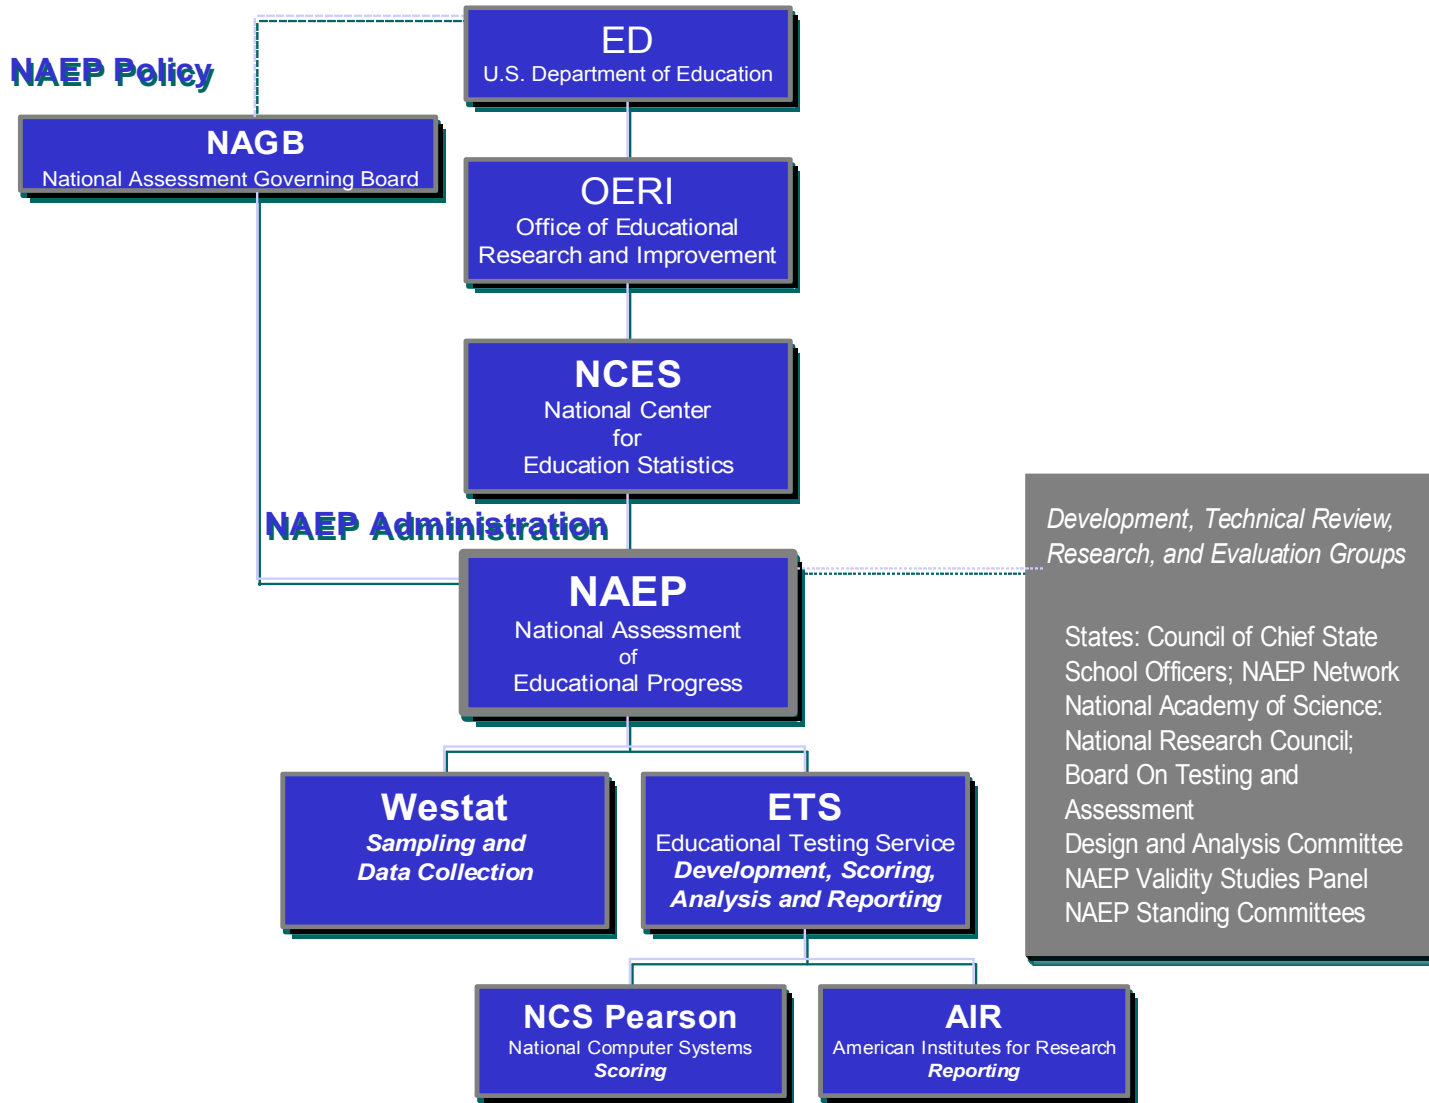 ED
U.S. Department of Education
NAEP Policy
NAGB
National Assessment Governing Board
OERI
Office of Educational
Research and Improvement
NCES
National Center
for
Education Statistics
NAEP Administration
NAEP
National Assessment
of
Educational Progress
Development, Technical Review,
Research, and Evaluation Groups
States: Council of Chief State
School Officers; NAEP Network
National Academy of Science:
National Research Council;
Board On Testing and
Assessment
Design and Analysis Committee
NAEP Validity Studies Panel
NAEP Standing Committees
Westat
Sampling and
Data Collection
ETS
Educational Testing Service
Development, Scoring,
Analysis and Reporting
NCS Pearson
National Computer Systems
Scoring
AIR
American Institutes for Research
Reporting